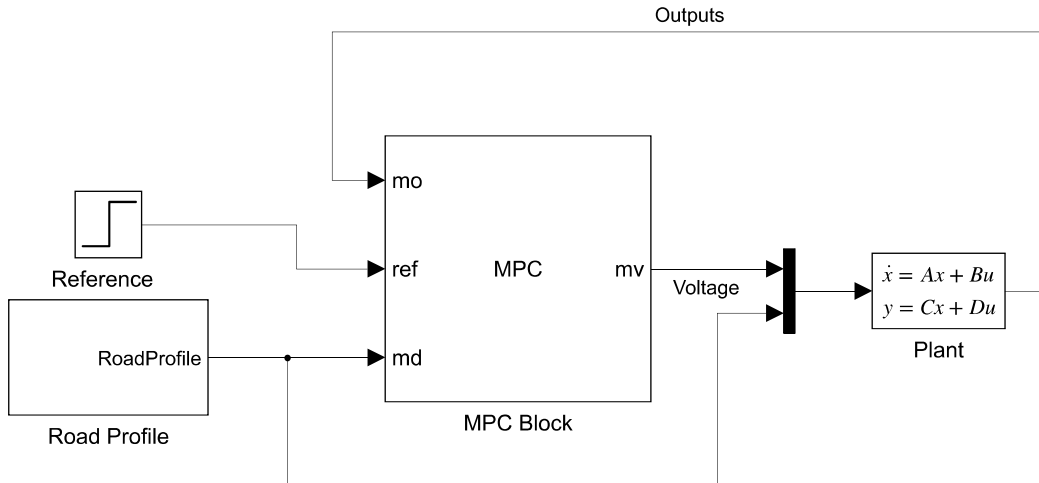 Outputs
mo
Reference
ref
MPC
mv
Voltage
ẋ = Ax + Bu
y = Cx + Du
Plant
RoadProfile
md
Road Profile
MPC Block